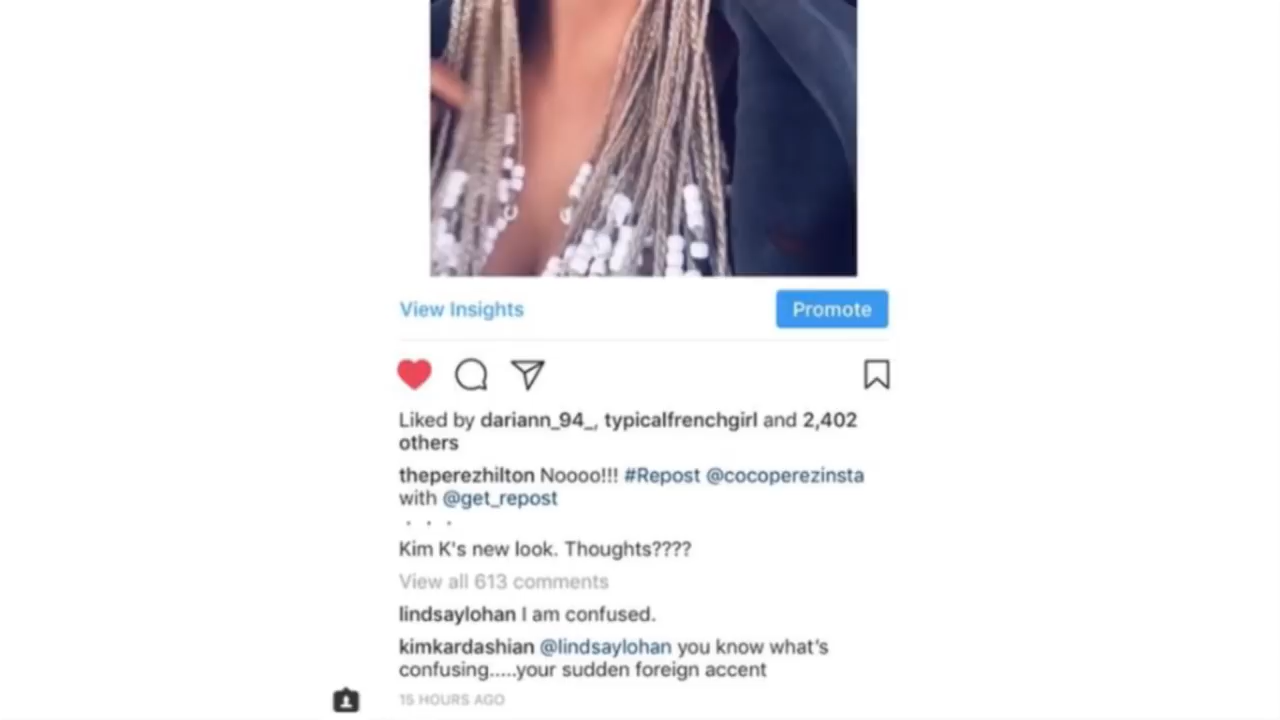 View Insights
Promote
Liked by dariann_94_, typicalfrenchgirl and 2,402
others
theperezhilton Noooo!!! #Repost @cocoperezinsta
with @get_repost
· · ·
Kim K's new look. Thoughts????
View all 613 comments
lindsaylohan I am confused.
kimkardashian @lindsaylohan you know what's
confusing.....your sudden foreign accent
15 HOURS AGO